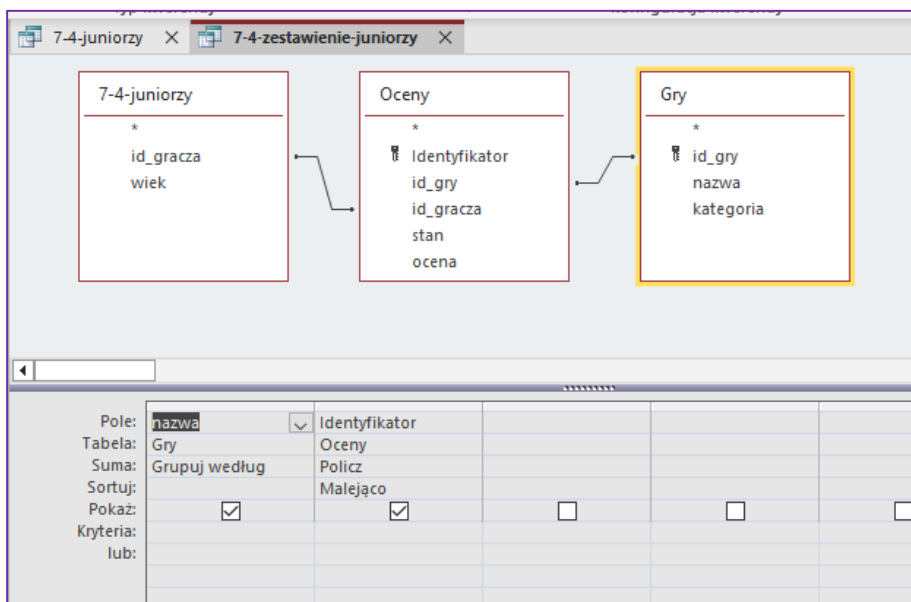 7-4-juniorzy 7-4-zestawienie-juniorzy
7-4-juniorzy
*
id_gracza
wiek
Oceny
*
Identyfikator
id_gry
id_gracza
stan
ocena
Gry
*
id_gry
nazwa
kategoria
Pole: nazwa Identyfikator
Tabela: Gry Oceny
Suma: Grupuj według Policz
Sortuj: Malejąco
Pokaż:
Kryteria:
lub: